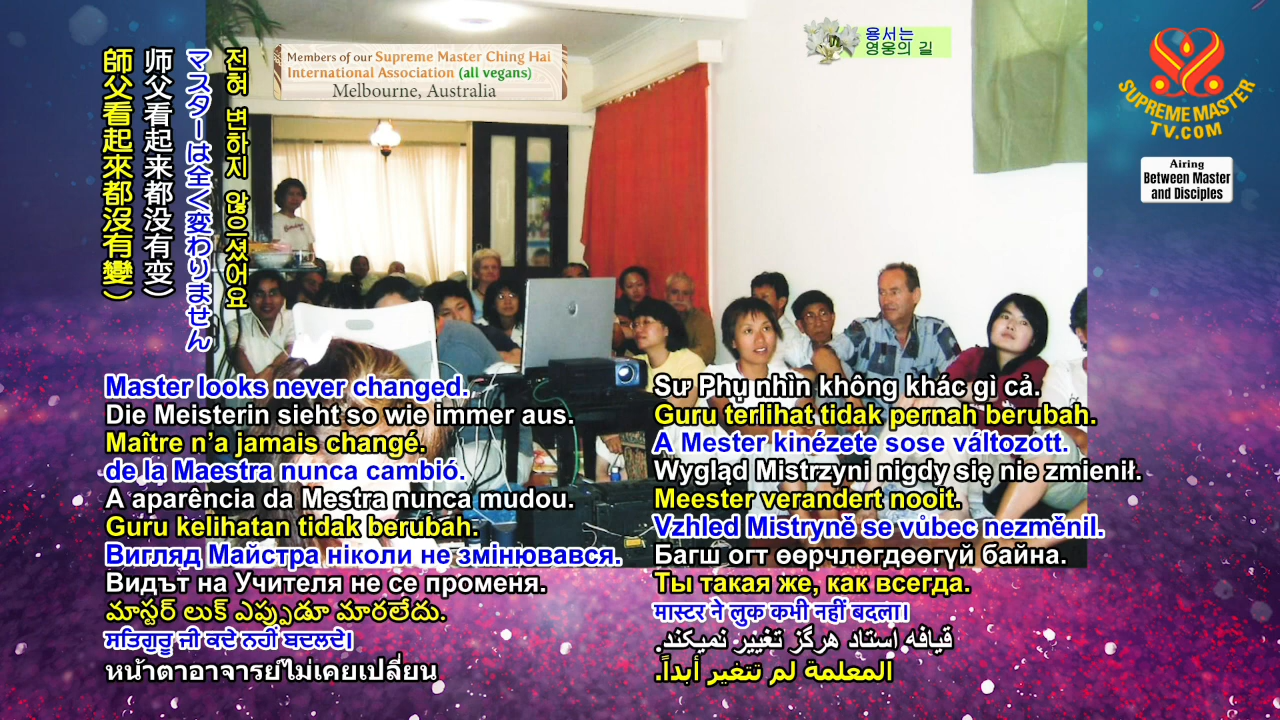 師父看起來都沒有變）
师父看起来都没有变）
マスターは全く変わりません
전혀 변하지 않으셨어요
Members of our Supreme Master Ching Hai
International Association (all vegans)
Melbourne, Australia
용서는
영웅의 길
SUPREME MASTER
TV.COM
Airing
Between Master
and Disciples
Master looks never changed.
Die Meisterin sieht so wie immer aus.
Maître n’a jamais changé.
de la Maestra nunca cambió.
A aparência da Mestra nunca mudou.
Guru kelihatan tidak berubah.
Вигляд Майстра ніколи не змінювався.
Видът на Учителя не се променя.
మాస్టర్ లుక్ ఎప్పుడూ మారలేదు.
ਸਤਿਗੁਰੂ ਜੀ ਕਦੇ ਨਹੀਂ ਬਦਲਦੇ।
หน้าตาอาจารย์ไม่เคยเปลี่ยน
Sư Phụ nhìn không khác gì cả.
Guru terlihat tidak pernah berubah.
A Mester kinézete sose változott.
Wygląd Mistrzyni nigdy się nie zmienił.
Meester verandert nooit.
Vzhled Mistryně se vůbec nezměnil.
Багш огт өөрчлөгдөөгүй байна.
Ты такая же, как всегда.
मास्टर ने लुक कभी नहीं बदला।
قیافه استاد هرگز تغییر نمیکند.
المعلمة لم تتغير أبداً.